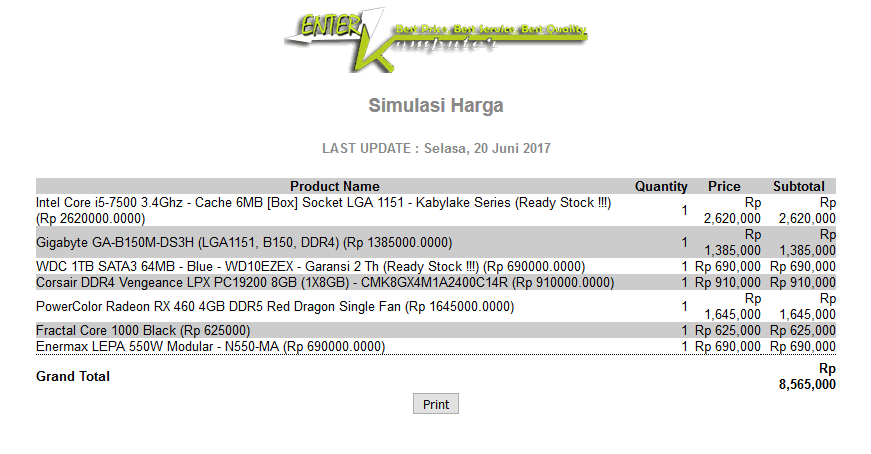 ENTER Komputer
Best Price, Best Service, Best Quality
Simulasi Harga
LAST UPDATE : Selasa, 20 Juni 2017
Product Name Quantity Price Subtotal
Intel Core i5-7500 3.4Ghz - Cache 6MB [Box] Socket LGA 1151 - Kabylake Series (Ready Stock !!!)
(Rp 2620000.0000) 1 Rp 2,620,000 Rp 2,620,000
Gigabyte GA-B150M-DS3H (LGA1151, B150, DDR4) (Rp 1385000.0000) 1 Rp 1,385,000 Rp 1,385,000
WDC 1TB SATA3 64MB - Blue - WD10EZEX - Garansi 2 Th (Ready Stock !!!) (Rp 690000.0000) 1 Rp 690,000 Rp 690,000
Corsair DDR4 Vengeance LPX PC19200 8GB (1X8GB) - CMK8GX4M1A2400C14R (Rp 910000.0000) 1 Rp 910,000 Rp 910,000
PowerColor Radeon RX 460 4GB DDR5 Red Dragon Single Fan (Rp 1645000.0000) 1 Rp 1,645,000 Rp 1,645,000
Fractal Core 1000 Black (Rp 625000) 1 Rp 625,000 Rp 625,000
Enermax LEPA 550W Modular - N550-MA (Rp 690000.0000) 1 Rp 690,000 Rp 690,000
Grand Total Rp 8,565,000
Print